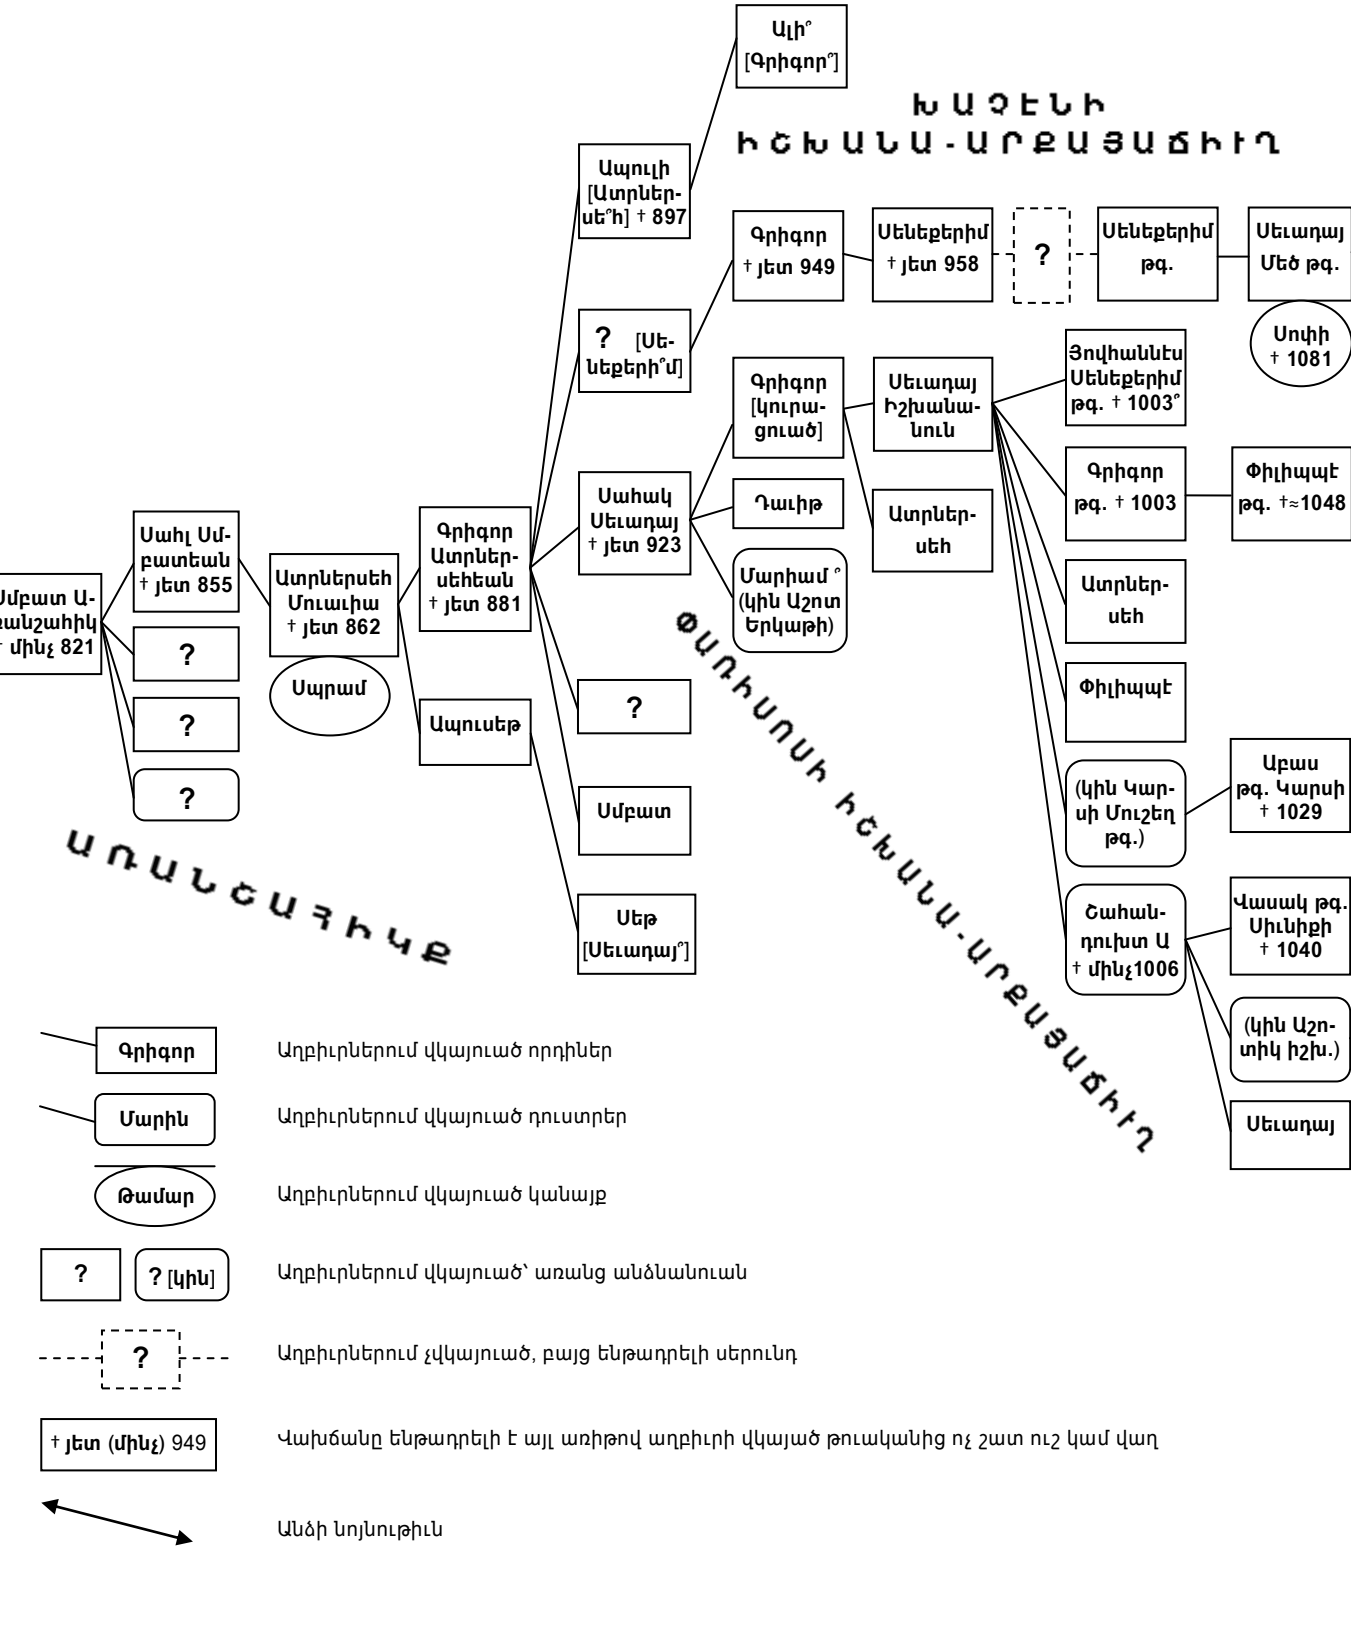 Ալի՞
[Գրիգոր՞]
ԽԱՉԷՆԻ
ԻՇԽԱՆԱ-ԱՐՔԱՅԱՃԻՒՂ
Ապուլի
[Ատրներ-
սե՞հ] † 897
Գրիգոր
† յետ 949
Սենեքերիմ
† յետ 958
?
Սենեքերիմ
թգ.
Սեւադայ
Մեծ թգ.
Սոփի
† 1081
? [Սե-
նեքերի՞մ]
Յովհաննէս
Սենեքերիմ
թգ. † 1003՞
Գրիգոր
[կուրա-
ցուած]
Սեւադայ
Իշխանա-
նուն
Գրիգոր
թգ. † 1003
Փիլիպպէ
թգ. †≈1048
Սահակ
Սեւադայ
† յետ 923
Դաւիթ
Ատրներ-
սեհ
Մարիամ ՞
(կին Աշոտ
Երկաթի)
Ատրներ-
սեհ
Սահլ Սմ-
բատեան
† յետ 855
Ատրներսեհ
Մուաւիա
† յետ 862
Գրիգոր
Ատրներ-
սեհեան
† յետ 881
մբատ Ա-
անշահիկ
մինչ 821
?
?
?
Սպրամ
Ապուսեթ
?
Սմբատ
Սեթ
[Սեւադայ՞]
Փիլիպպէ
(կին Կար-
սի Մուշեղ
թգ.)
Աբաս
թգ. Կարսի
† 1029
Շահան-
դուխտ Ա
† մինչ1006
Վասակ թգ.
Սիւնիքի
† 1040
(կին Աշո-
տիկ իշխ.)
Սեւադայ
ԱՌԱՆՇԱՀԻԿՔ
ՓԱՌԻՍՈՍԻ ԻՇԽԱՆԱ-ԱՐՔԱՅԱՃԻՒՂ
Գրիգոր Աղբիւրներում վկայուած որդիներ
Մարին Աղբիւրներում վկայուած դուստրեր
Թամար Աղբիւրներում վկայուած կանայք
? ? [կին] Աղբիւրներում վկայուած՝ առանց անձնանուան
? Աղբիւրներում չվկայուած, բայց ենթադրելի սերունդ
† յետ (մինչ) 949 Վախճանը ենթադրելի է այլ առիթով աղբիւրի վկայած թուականից ոչ շատ ուշ կամ վաղ
Անձի նոյնութիւն